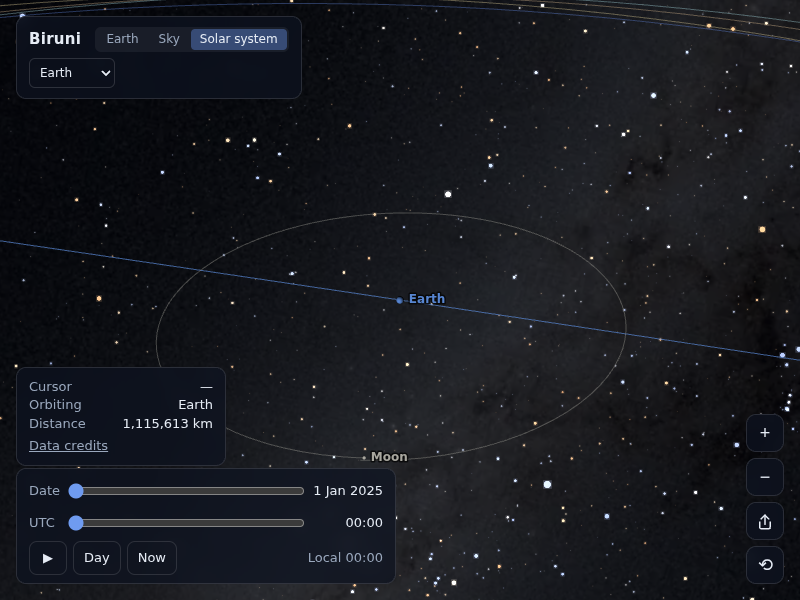 Biruni Earth Sky Solar system
Earth
Earth
Cursor —
Orbiting Earth
Distance 1,115,613 km
Data credits
Moon
Date 1 Jan 2025
UTC 00:00
▶ Day Now Local 00:00
+
−
⟲